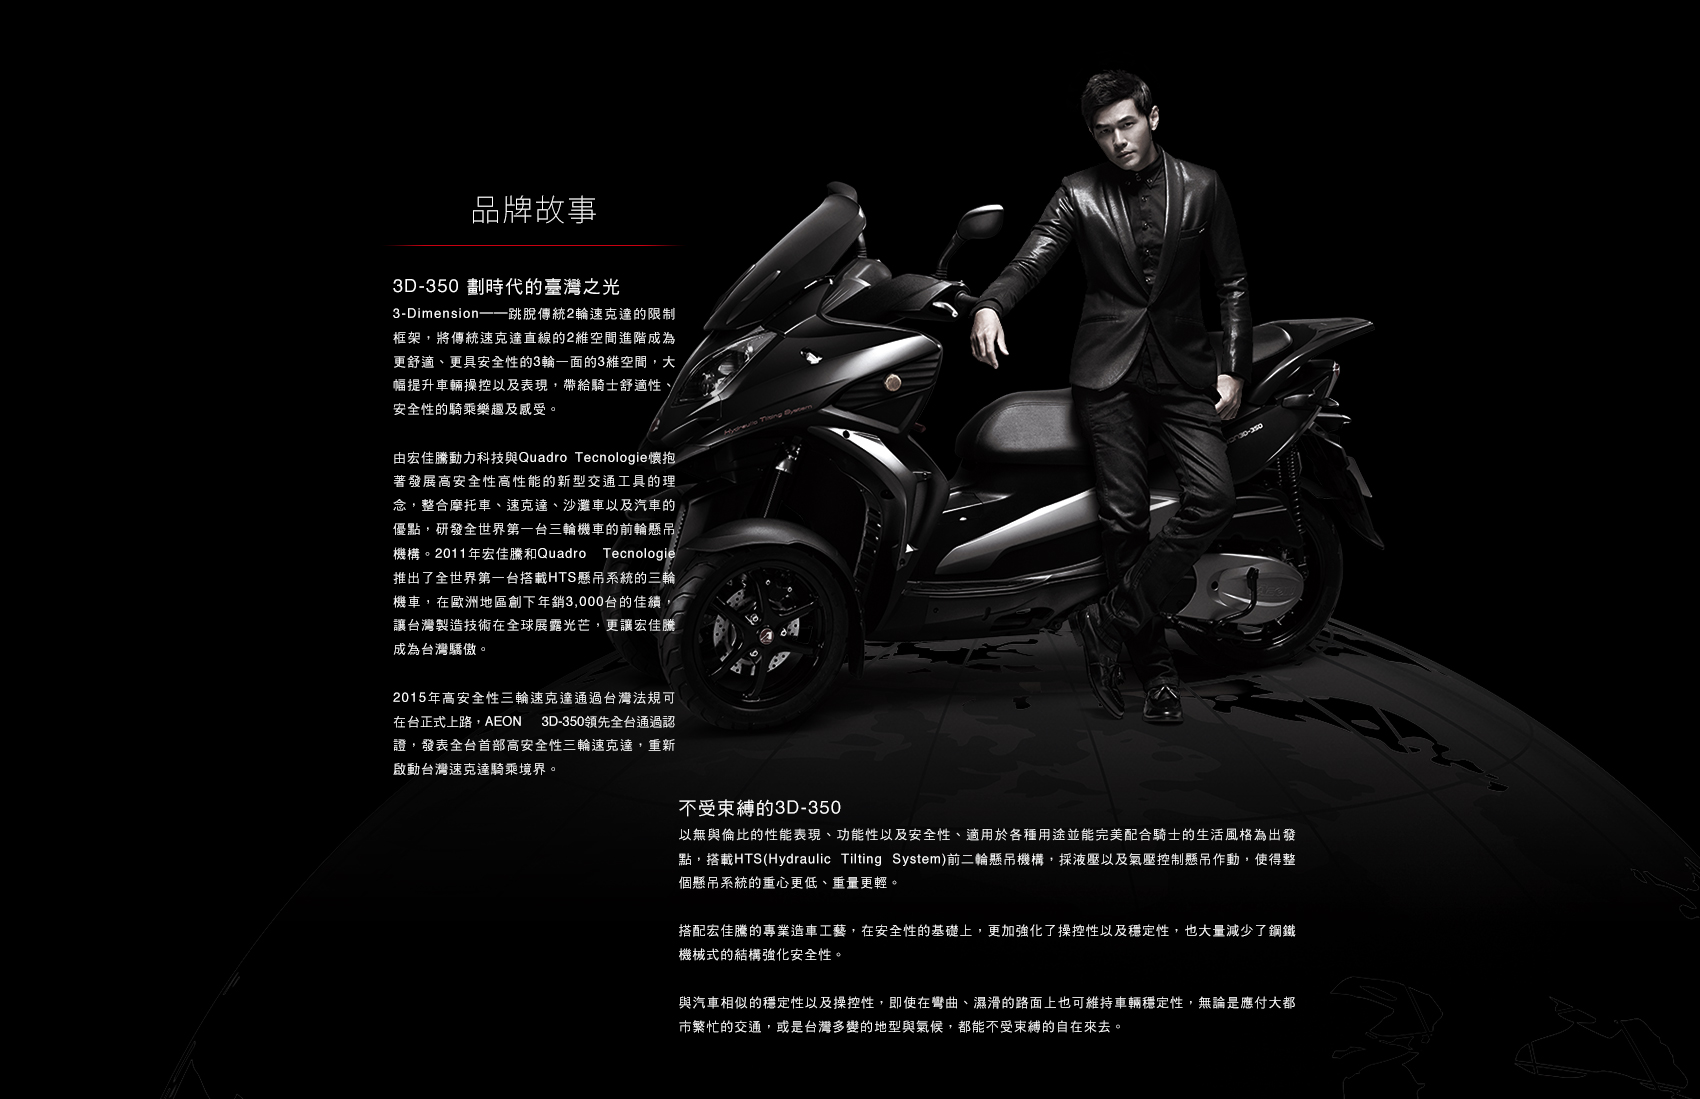 品牌故事
3D-350 劃時代的臺灣之光
3-Dimension——跳脫傳統2輪速克達的限制
框架，將傳統速克達直線的2維空間進階成為
更舒適、更具安全性的3輪一面的3維空間，大
幅提升車輛操控以及表現，帶給騎士舒適性、
安全性的騎乘樂趣及感受。
由宏佳騰動力科技與Quadro Tecnologie懷抱
著發展高安全性高性能的新型交通工具的理
念，整合摩托車、速克達、沙灘車以及汽車的
優點，研發全世界第一台三輪機車的前輪懸吊
機構。2011年宏佳騰和Quadro Tecnologie
推出了全世界第一台搭載HTS懸吊系統的三輪
機車，在歐洲地區創下年銷3,000台的佳績，
讓台灣製造技術在全球展露光芒，更讓宏佳騰
成為台灣驕傲。
2015年高安全性三輪速克達通過台灣法規可
在台正式上路，AEON 3D-350領先全台通過認
證，發表全台首部高安全性三輪速克達，重新
啟動台灣速克達騎乘境界。
Hydraulic Tilting System
3D-350
不受束縛的3D-350
以無與倫比的性能表現、功能性以及安全性、適用於各種用途並能完美配合騎士的生活風格為出發
點，搭載HTS(Hydraulic Tilting System)前二輪懸吊機構，採液壓以及氣壓控制懸吊作動，使得整
個懸吊系統的重心更低、重量更輕。
搭配宏佳騰的專業造車工藝，在安全性的基礎上，更加強化了操控性以及穩定性，也大量減少了鋼鐵
機械式的結構強化安全性。
與汽車相似的穩定性以及操控性，即使在彎曲、濕滑的路面上也可維持車輛穩定性，無論是應付大都
市繁忙的交通，或是台灣多變的地型與氣候，都能不受束縛的自在來去。